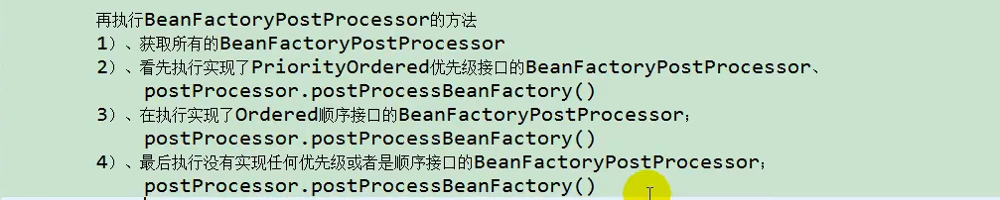 再执行BeanFactoryPostProcessor的方法
1)、获取所有的BeanFactoryPostProcessor
2)、看先执行实现了PriorityOrdered优先级接口的BeanFactoryPostProcessor、
postProcessor.postProcessBeanFactory()
3)、在执行实现了Ordered顺序接口的BeanFactoryPostProcessor;
postProcessor.postProcessBeanFactory()
4)、最后执行没有实现任何优先级或者是顺序接口的BeanFactoryPostProcessor;
postProcessor.postProcessBeanFactory()